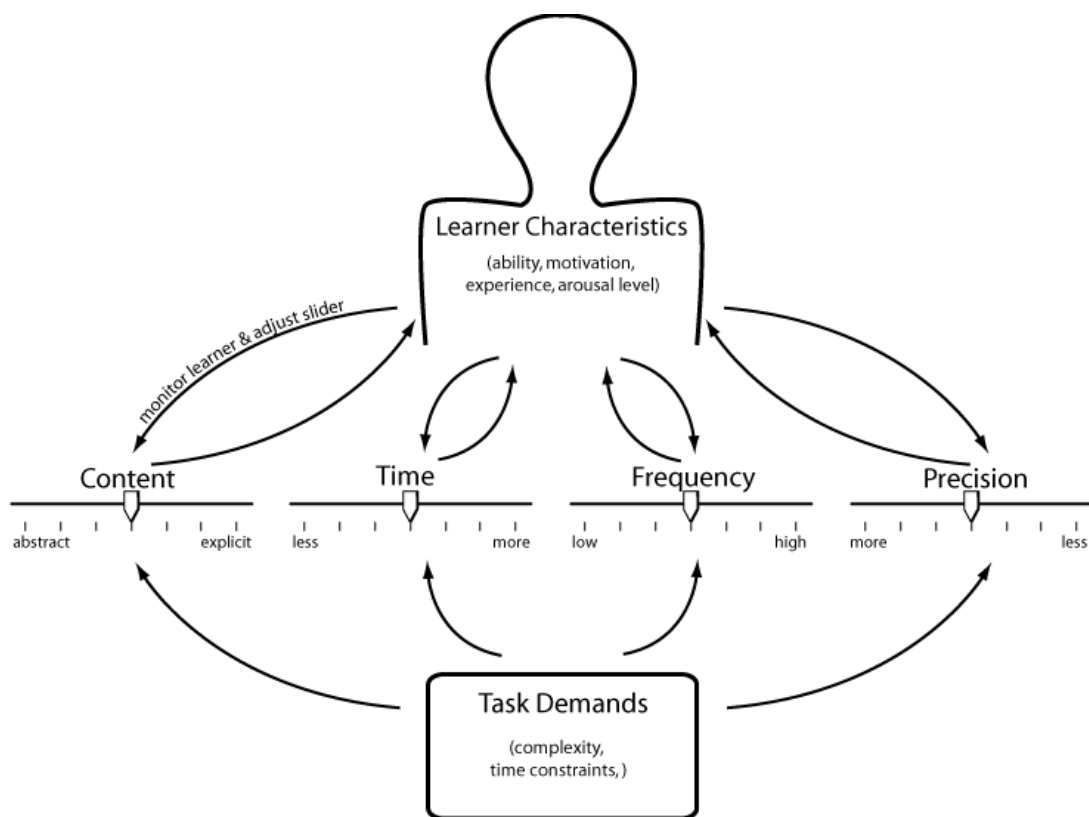 Learner Characteristics
(ability, motivation,
experience, arousal level)
monitor learner & adjust slider
Content
abstract
explicit
Time
less
more
Frequency
low
high
Precision
more
less
Task Demands
(complexity,
time constraints, )